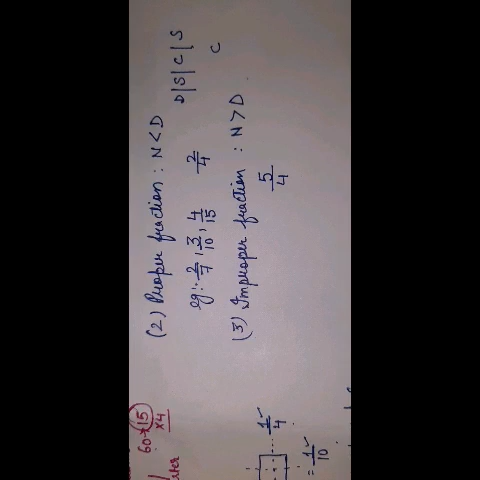 (2) Proper fraction : N < D
D | S | C | S
C
eg:- 2/7, 3/10, 4/15 2/4
(3) Improper fraction : N > D
5/4
60 → 15
×4
1/4
= 1/10